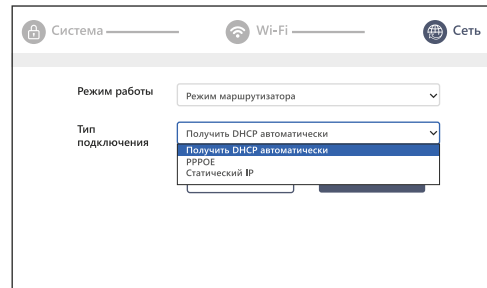 Система
Wi-Fi
Сеть
Режим работы
Режим маршрутизатора
Тип
подключения
Получить DHCP автоматически
Получить DHCP автоматически
PPPOE
Статический IP